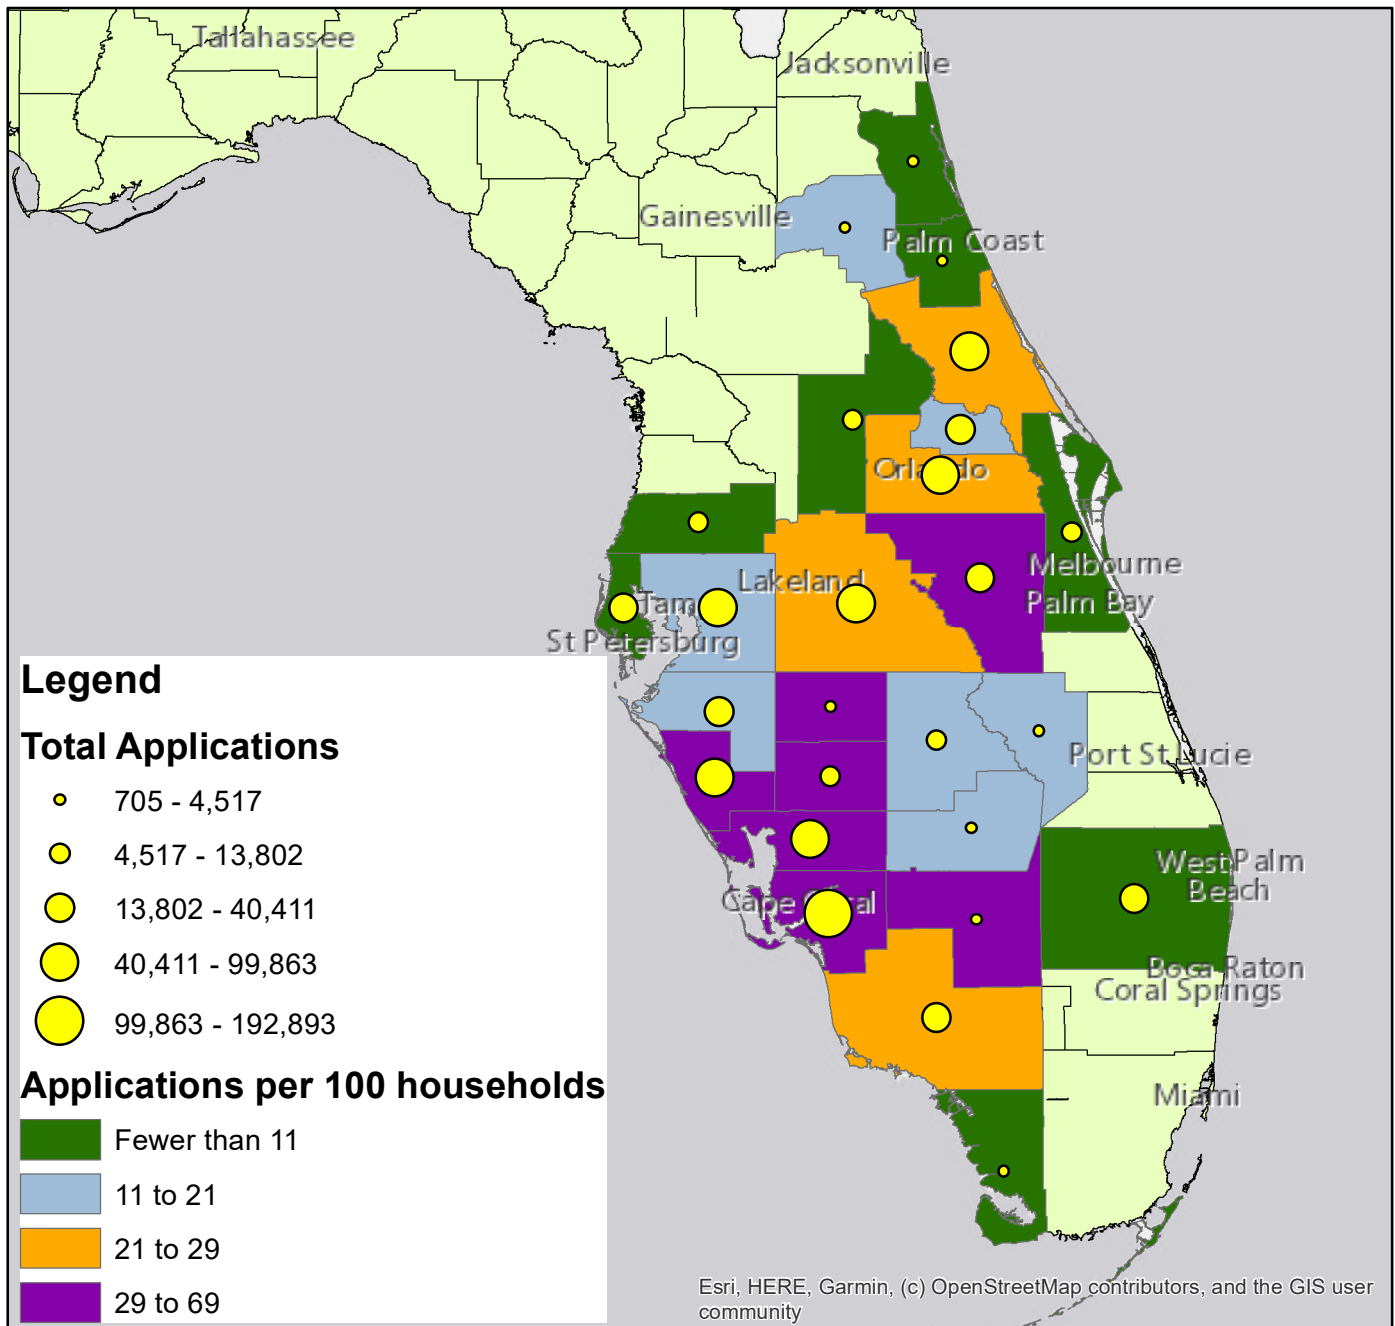 Tallahassee
Jacksonville
Gainesville
Palm Coast
Orlando
Melbourne
Lakeland
Palm Bay
Tam
St Petersburg
Port St Lucie
West Palm
Beach
Cape Coral
Boca Raton
Coral Springs
Miami
Legend
Total Applications
705 - 4,517
4,517 - 13,802
13,802 - 40,411
40,411 - 99,863
99,863 - 192,893
Applications per 100 households
Fewer than 11
11 to 21
21 to 29
29 to 69
Esri, HERE, Garmin, (c) OpenStreetMap contributors, and the GIS user
community